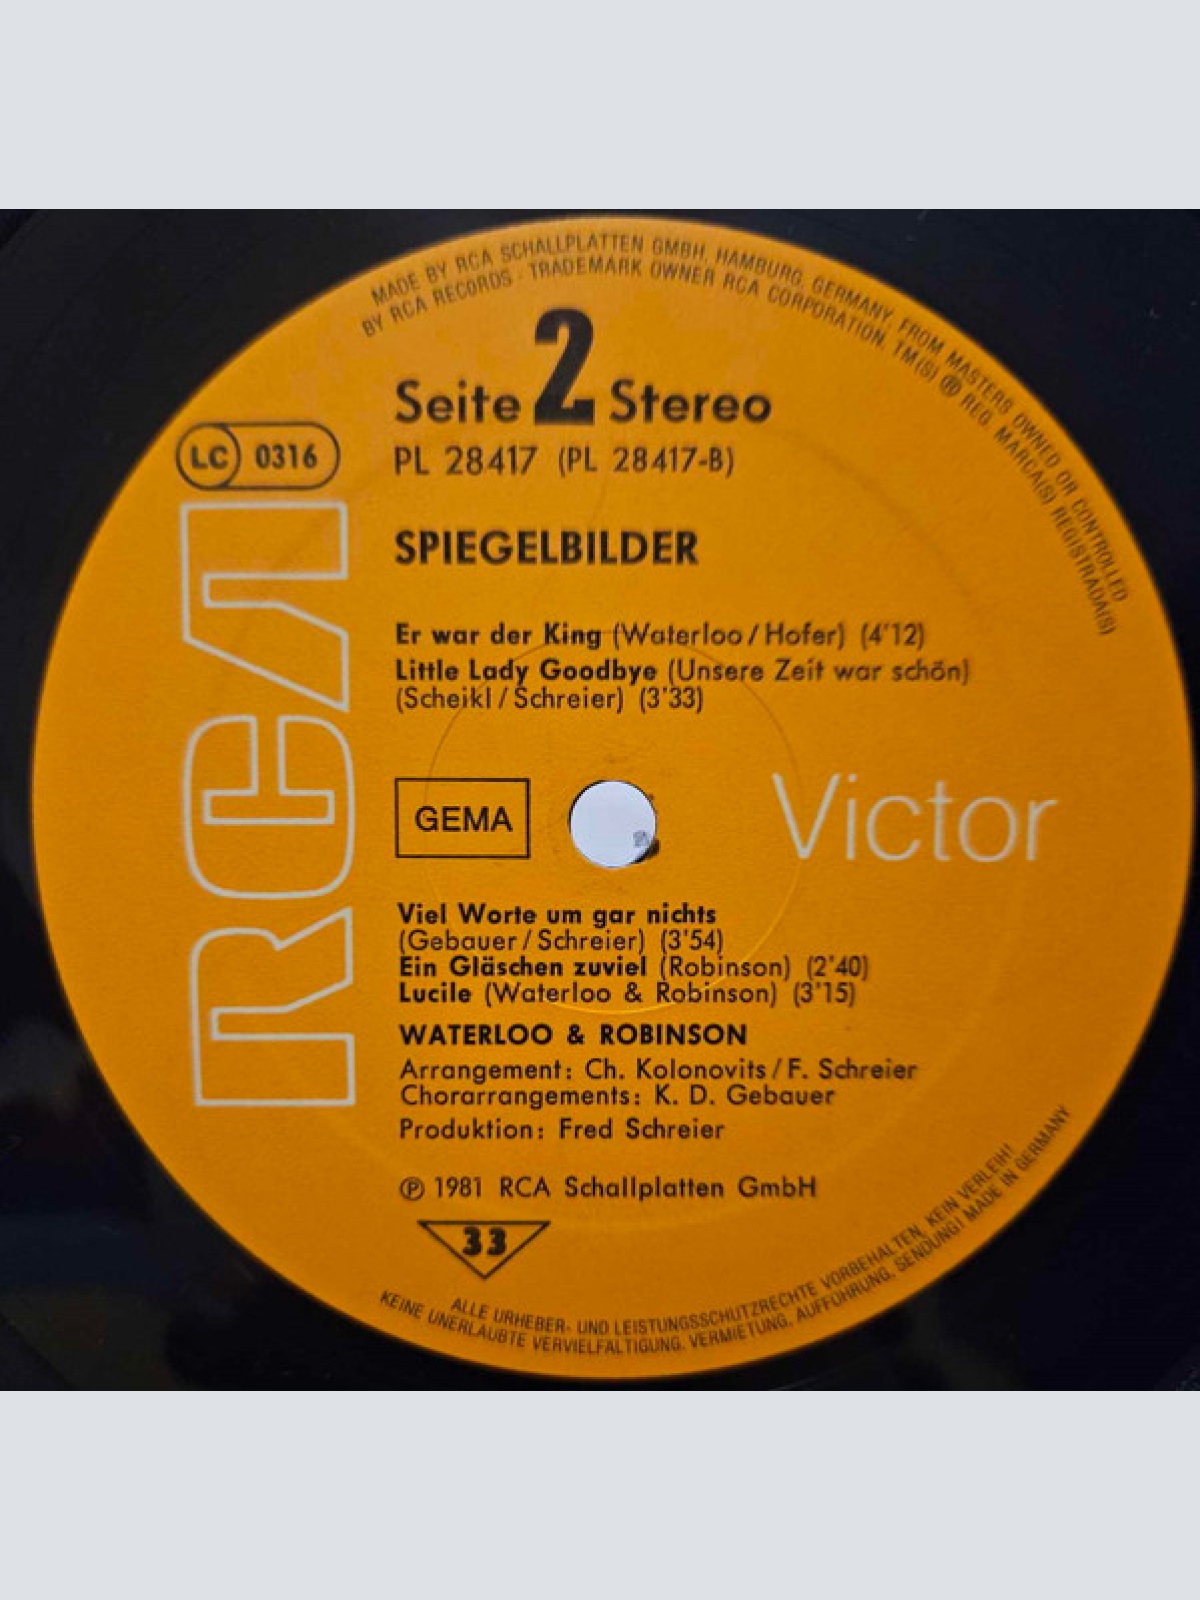 MADE BY RCA SCHALLPLATTEN GMBH, HAMBURG, GERMANY, FROM MASTERS OWNED OR CONTROLLED
BY RCA RECORDS · TRADEMARK OWNER RCA CORPORATION, TM(S) ® REG. MARCA(S) REGISTRADA(S)
Seite 2 Stereo
LC 0316
PL 28417 (PL 28417-B)
RCA
SPIEGELBILDER
Er war der King (Waterloo / Hofer) (4'12)
Little Lady Goodbye (Unsere Zeit war schön)
(Scheikl / Schreier) (3'33)
GEMA
Victor
Viel Worte um gar nichts
(Gebauer / Schreier) (3'54)
Ein Gläschen zuviel (Robinson) (2'40)
Lucile (Waterloo & Robinson) (3'15)
WATERLOO & ROBINSON
Arrangement: Ch. Kolonovits / F. Schreier
Chorarrangements: K. D. Gebauer
Produktion: Fred Schreier
℗ 1981 RCA Schallplatten GmbH
33
ALLE URHEBER- UND LEISTUNGSSCHUTZRECHTE VORBEHALTEN, KEIN VERLEIH!
KEINE UNERLAUBTE VERVIELFÄLTIGUNG, VERMIETUNG, AUFFÜHRUNG, SENDUNG! MADE IN GERMANY